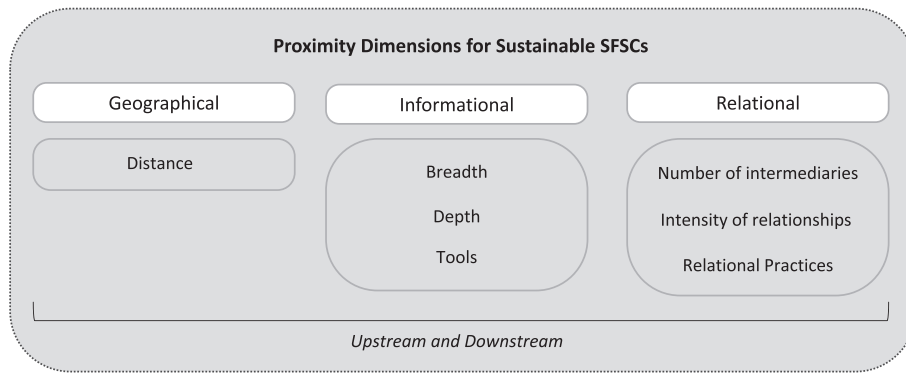 Proximity Dimensions for Sustainable SFSCs
Geographical
Distance
Informational
Breadth
Depth
Tools
Relational
Number of intermediaries
Intensity of relationships
Relational Practices
Upstream and Downstream